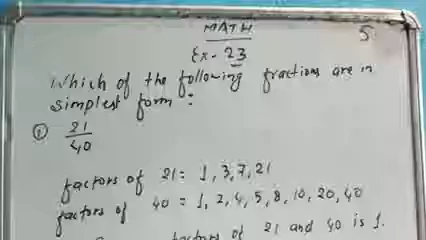 MATH
5
Ex- 23
Which of the following fractions are in
simplest form :
① 21/40
factors of 21 = 1, 3, 7, 21
factors of 40 = 1, 2, 4, 5, 8, 10, 20, 40
factors of 21 and 40 is 1.